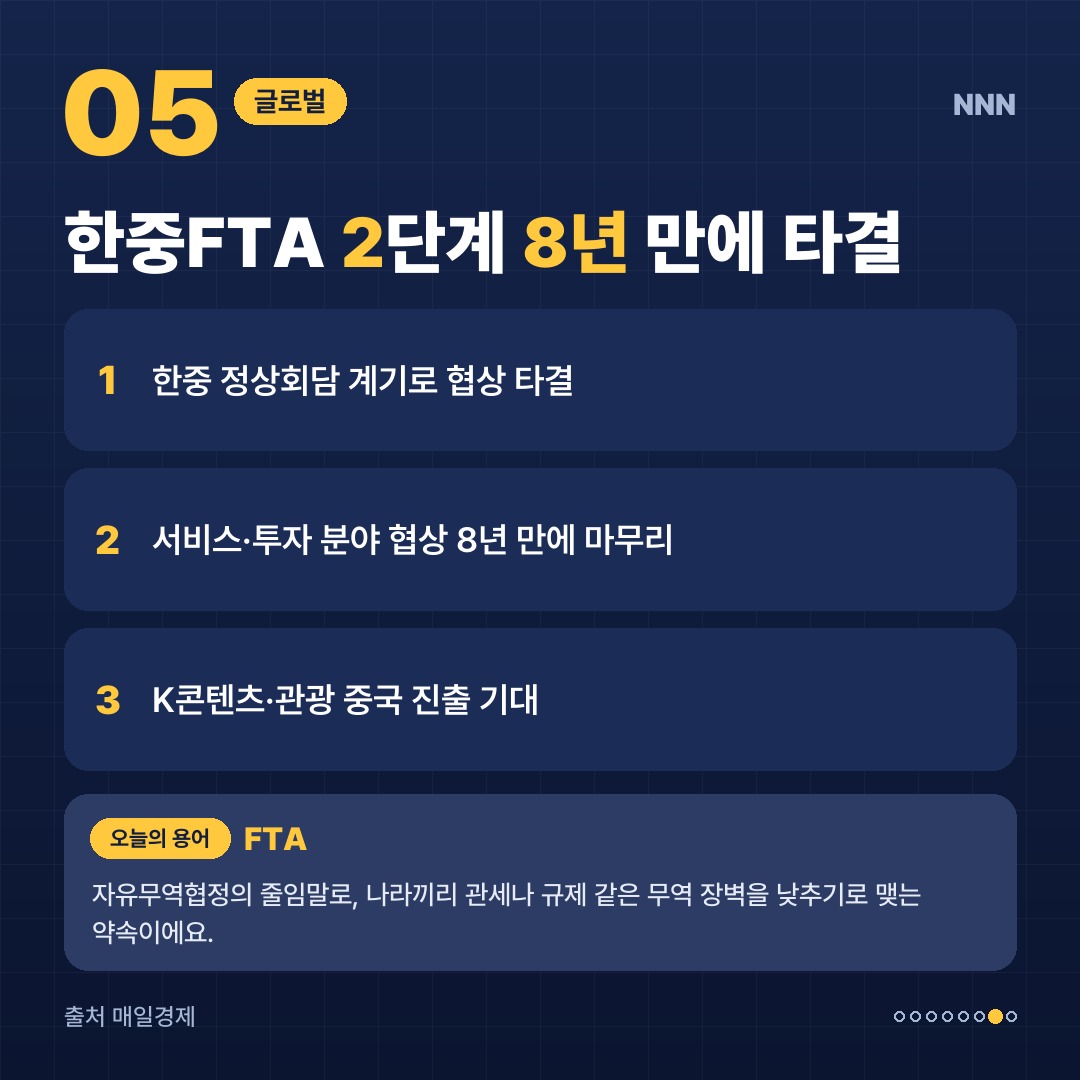 05 글로벌
NNN
한중FTA 2단계 8년 만에 타결
1 한중 정상회담 계기로 협상 타결
2 서비스·투자 분야 협상 8년 만에 마무리
3 K콘텐츠·관광 중국 진출 기대
오늘의 용어 FTA
자유무역협정의 줄임말로, 나라끼리 관세나 규제 같은 무역 장벽을 낮추기로 맺는
약속이에요.
출처 매일경제